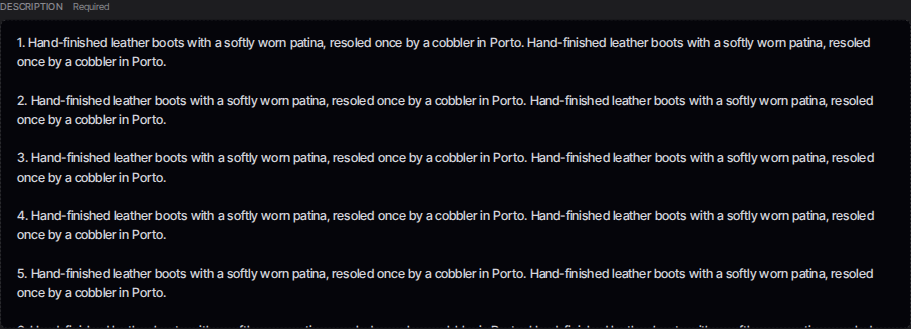 DESCRIPTION Required
1. Hand-finished leather boots with a softly worn patina, resoled once by a cobbler in Porto. Hand-finished leather boots with a softly worn patina, resoled
once by a cobbler in Porto.
2. Hand-finished leather boots with a softly worn patina, resoled once by a cobbler in Porto. Hand-finished leather boots with a softly worn patina, resoled
once by a cobbler in Porto.
3. Hand-finished leather boots with a softly worn patina, resoled once by a cobbler in Porto. Hand-finished leather boots with a softly worn patina, resoled
once by a cobbler in Porto.
4. Hand-finished leather boots with a softly worn patina, resoled once by a cobbler in Porto. Hand-finished leather boots with a softly worn patina, resoled
once by a cobbler in Porto.
5. Hand-finished leather boots with a softly worn patina, resoled once by a cobbler in Porto. Hand-finished leather boots with a softly worn patina, resoled
once by a cobbler in Porto.